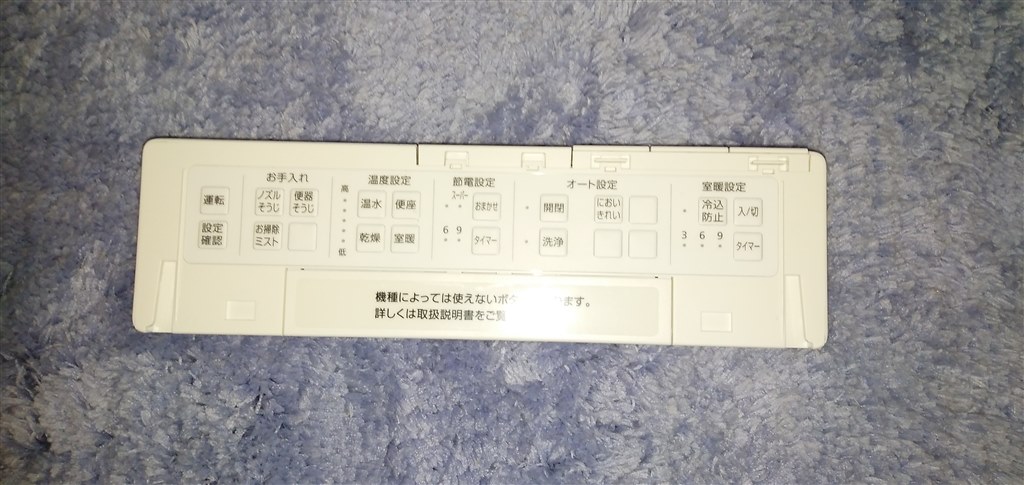 お手入れ
温度設定
節電設定
オート設定
室暖設定
運転
ノズル
そうじ
便器
そうじ
高
温水
便座
スーパー
おまかせ
開閉
におい
きれい
冷込
防止
入/切
設定
確認
お掃除
ミスト
低
乾燥
室暖
6 9
タイマー
洗浄
3 6 9
タイマー
機種によっては使えないボタ ます。
詳しくは取扱説明書をご